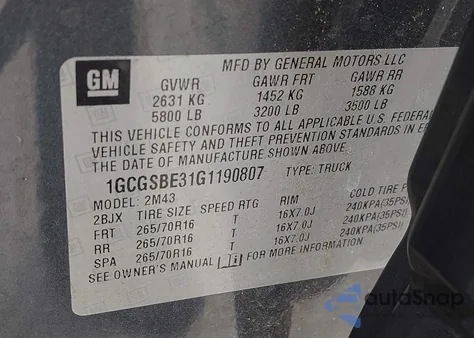 GM
MFD BY GENERAL MOTORS LLC
GVWR GAWR FRT GAWR RR
2631 KG 1452 KG 1588 KG
5800 LB 3200 LB 3500 LB
THIS VEHICLE CONFORMS TO ALL APPLICABLE U.S. FEDERAL
VEHICLE SAFETY AND THEFT PREVENTION STANDARDS IN
THE DATE OF MANUFACTURE SHOWN ABOVE.
1GCGSBE31G1190807 TYPE: TRUCK
MODEL: 2M43
2BJX TIRE SIZE SPEED RTG RIM COLD TIRE
FRT 265/70R16 T 16X7.0J 240KPA(35PSI)
RR 265/70R16 T 16X7.0J 240KPA(35PSI)
SPA 265/70R16 T 16X7.0J 240KPA(35PSI)
SEE OWNER'S MANUAL i FOR MORE INFORMATION
autoSnap